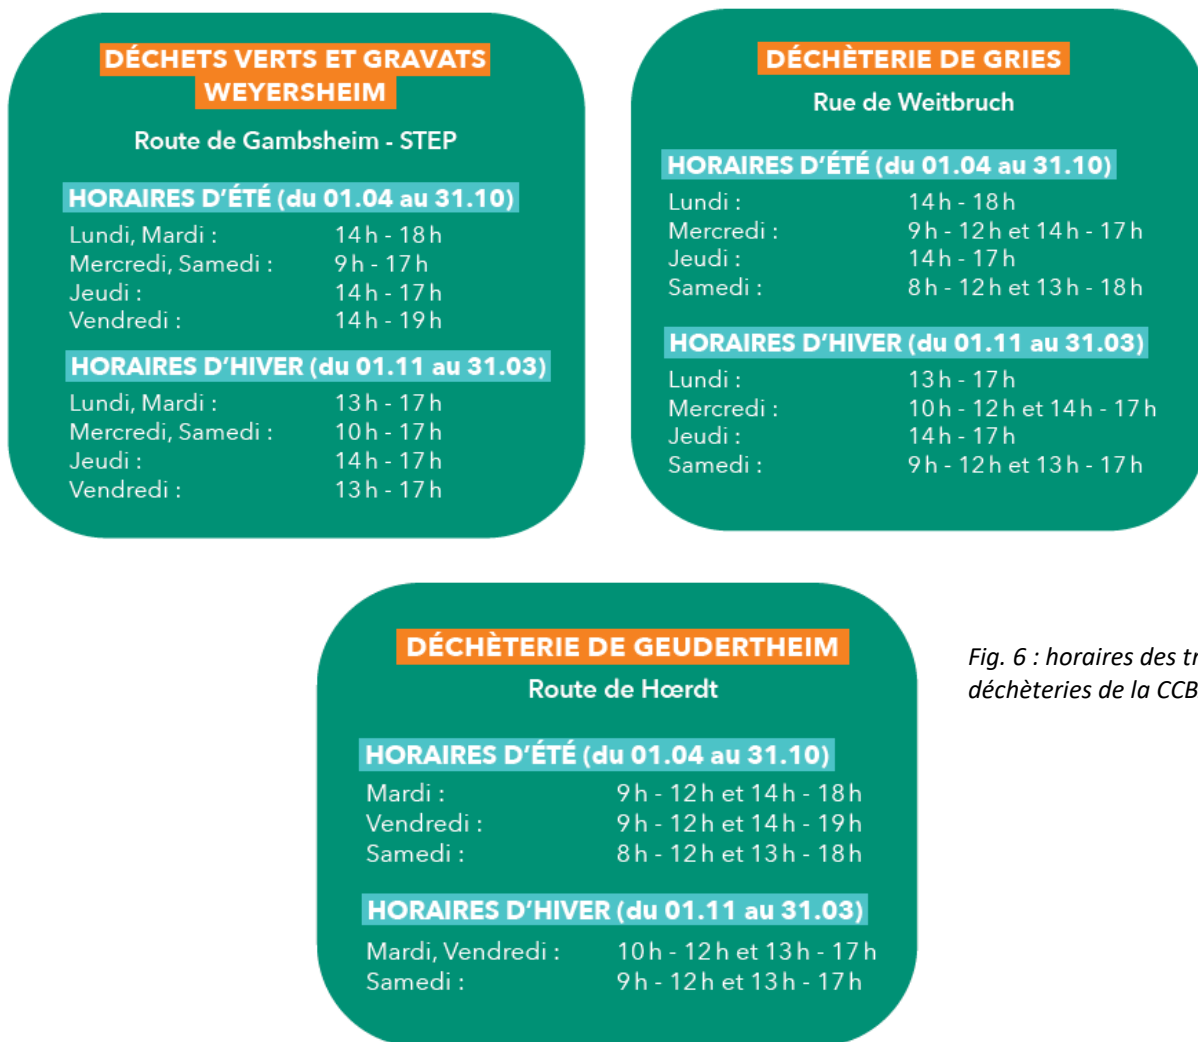 DÉCHETS VERTS ET GRAVATS
WEYERSHEIM
Route de Gambsheim - STEP
HORAIRES D'ÉTÉ (du 01.04 au 31.10)
Lundi, Mardi : 14h - 18h
Mercredi, Samedi : 9h - 17h
Jeudi : 14h - 17h
Vendredi : 14h - 19h
HORAIRES D'HIVER (du 01.11 au 31.03)
Lundi, Mardi : 13h - 17h
Mercredi, Samedi : 10h - 17h
Jeudi : 14h - 17h
Vendredi : 13h - 17h
DÉCHÈTERIE DE GRIES
Rue de Weitbruch
HORAIRES D'ÉTÉ (du 01.04 au 31.10)
Lundi : 14h - 18h
Mercredi : 9h - 12h et 14h - 17h
Jeudi : 14h - 17h
Samedi : 8h - 12h et 13h - 18h
HORAIRES D'HIVER (du 01.11 au 31.03)
Lundi : 13h - 17h
Mercredi : 10h - 12h et 14h - 17h
Jeudi : 14h - 17h
Samedi : 9h - 12h et 13h - 17h
DÉCHÈTERIE DE GEUDERTHEIM
Route de Hœrdt
HORAIRES D'ÉTÉ (du 01.04 au 31.10)
Mardi : 9h - 12h et 14h - 18h
Vendredi : 9h - 12h et 14h - 19h
Samedi : 8h - 12h et 13h - 18h
HORAIRES D'HIVER (du 01.11 au 31.03)
Mardi, Vendredi : 10h - 12h et 13h - 17h
Samedi : 9h - 12h et 13h - 17h
Fig. 6 : horaires des
déchèteries de la